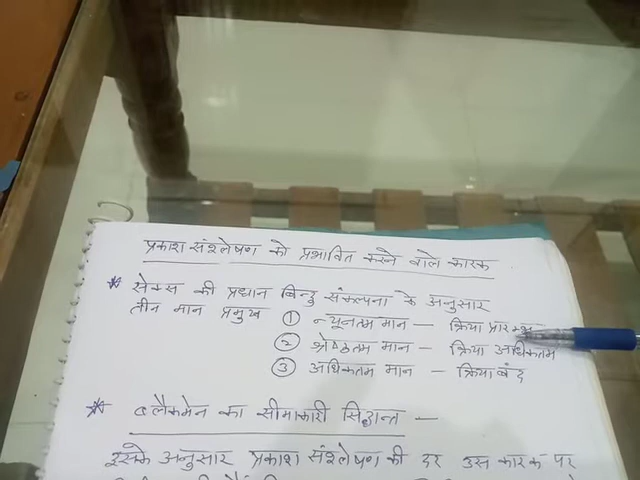 प्रकाश संश्लेषण को प्रभावित करने वाले कारक
* सेक्स की प्रधान बिन्दु संकल्पना के अनुसार
तीन मान प्रमुख ① न्यूनतम मान — क्रिया प्रारम्भ
② श्रेष्ठतम मान — क्रिया अधिकतम
③ अधिकतम मान — क्रिया बंद
* ब्लैकमेन का सीमाकारी सिद्धान्त —
इसके अनुसार प्रकाश संश्लेषण की दर उस कारक पर